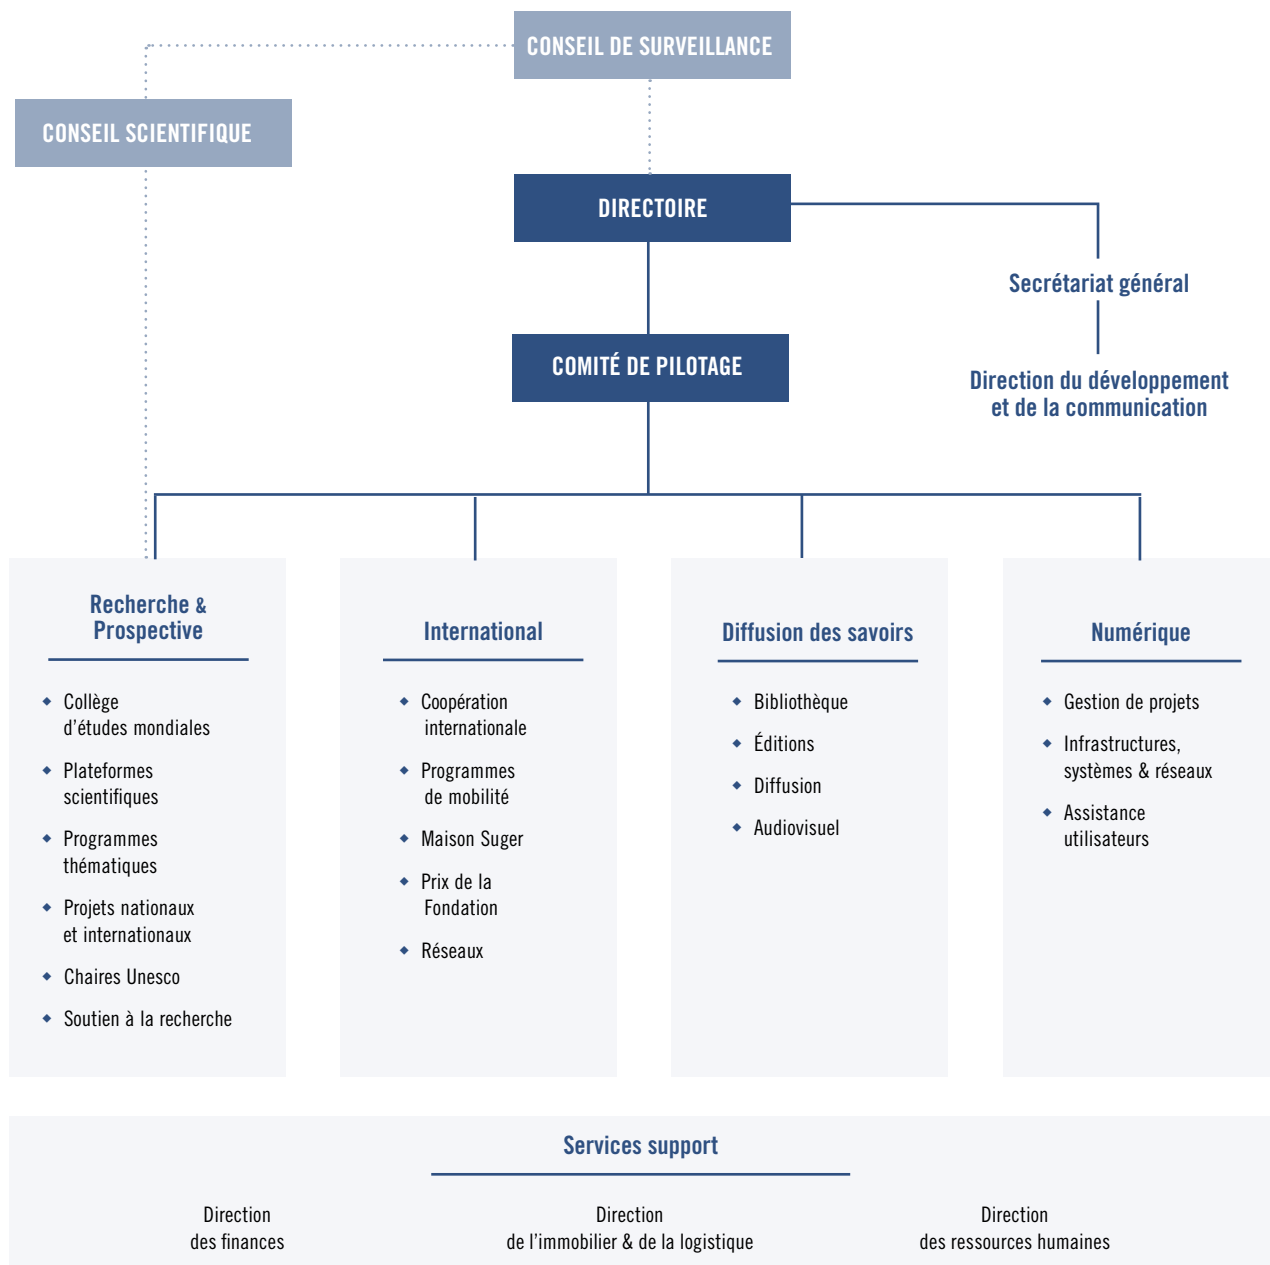 CONSEIL DE SURVEILLANCE
CONSEIL SCIENTIFIQUE
DIRECTOIRE
Secrétariat général
COMITÉ DE PILOTAGE
Direction du développement
et de la communication
Recherche &
Prospective
◆ Collège
d'études mondiales
◆ Plateformes
scientifiques
◆ Programmes
thématiques
◆ Projets nationaux
et internationaux
◆ Chaires Unesco
◆ Soutien à la recherche
International
◆ Coopération
internationale
◆ Programmes
de mobilité
◆ Maison Suger
◆ Prix de la
Fondation
◆ Réseaux
Diffusion des savoirs
◆ Bibliothèque
◆ Éditions
◆ Diffusion
◆ Audiovisuel
Numérique
◆ Gestion de projets
◆ Infrastructures,
systèmes & réseaux
◆ Assistance
utilisateurs
Services support
Direction
des finances
Direction
de l'immobilier & de la logistique
Direction
des ressources humaines